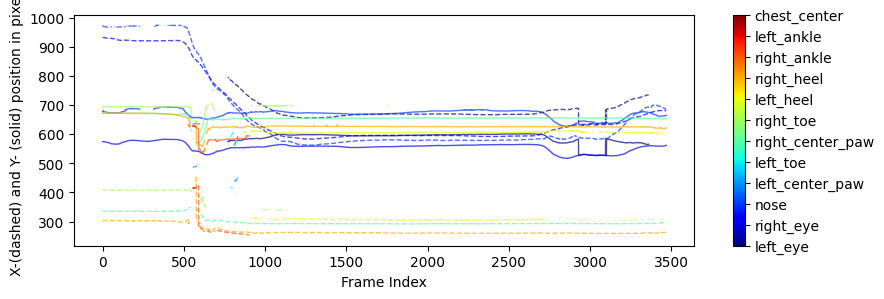 X-(dashed) and Y- (solid) position in pixe
1000
900
800
700
600
500
400
300
0
500
1000
1500
2000
2500
3000
3500
Frame Index
chest_center
left_ankle
right_ankle
right_heel
left_heel
right_toe
right_center_paw
left_toe
left_center_paw
nose
right_eye
left_eye